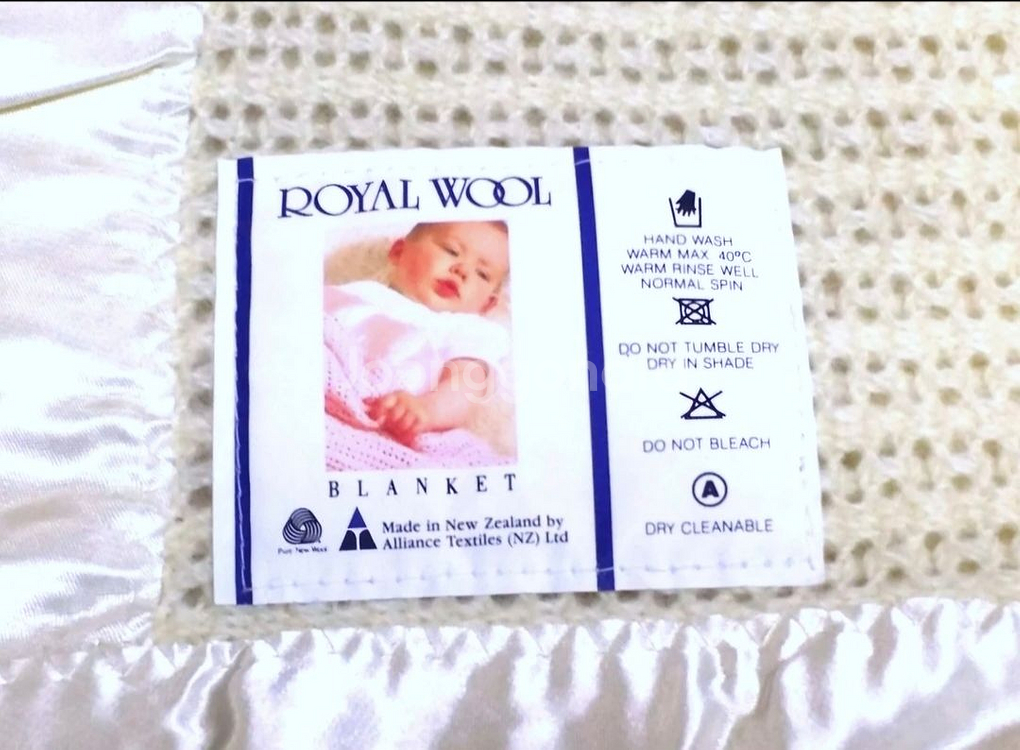 ROYAL WOOL
BLANKET
Pure New Wool
Made in New Zealand by
Alliance Textiles (NZ) Ltd
HAND WASH
WARM MAX 40ºC
WARM RINSE WELL
NORMAL SPIN
DO NOT TUMBLE DRY
DRY IN SHADE
DO NOT BLEACH
A
DRY CLEANABLE